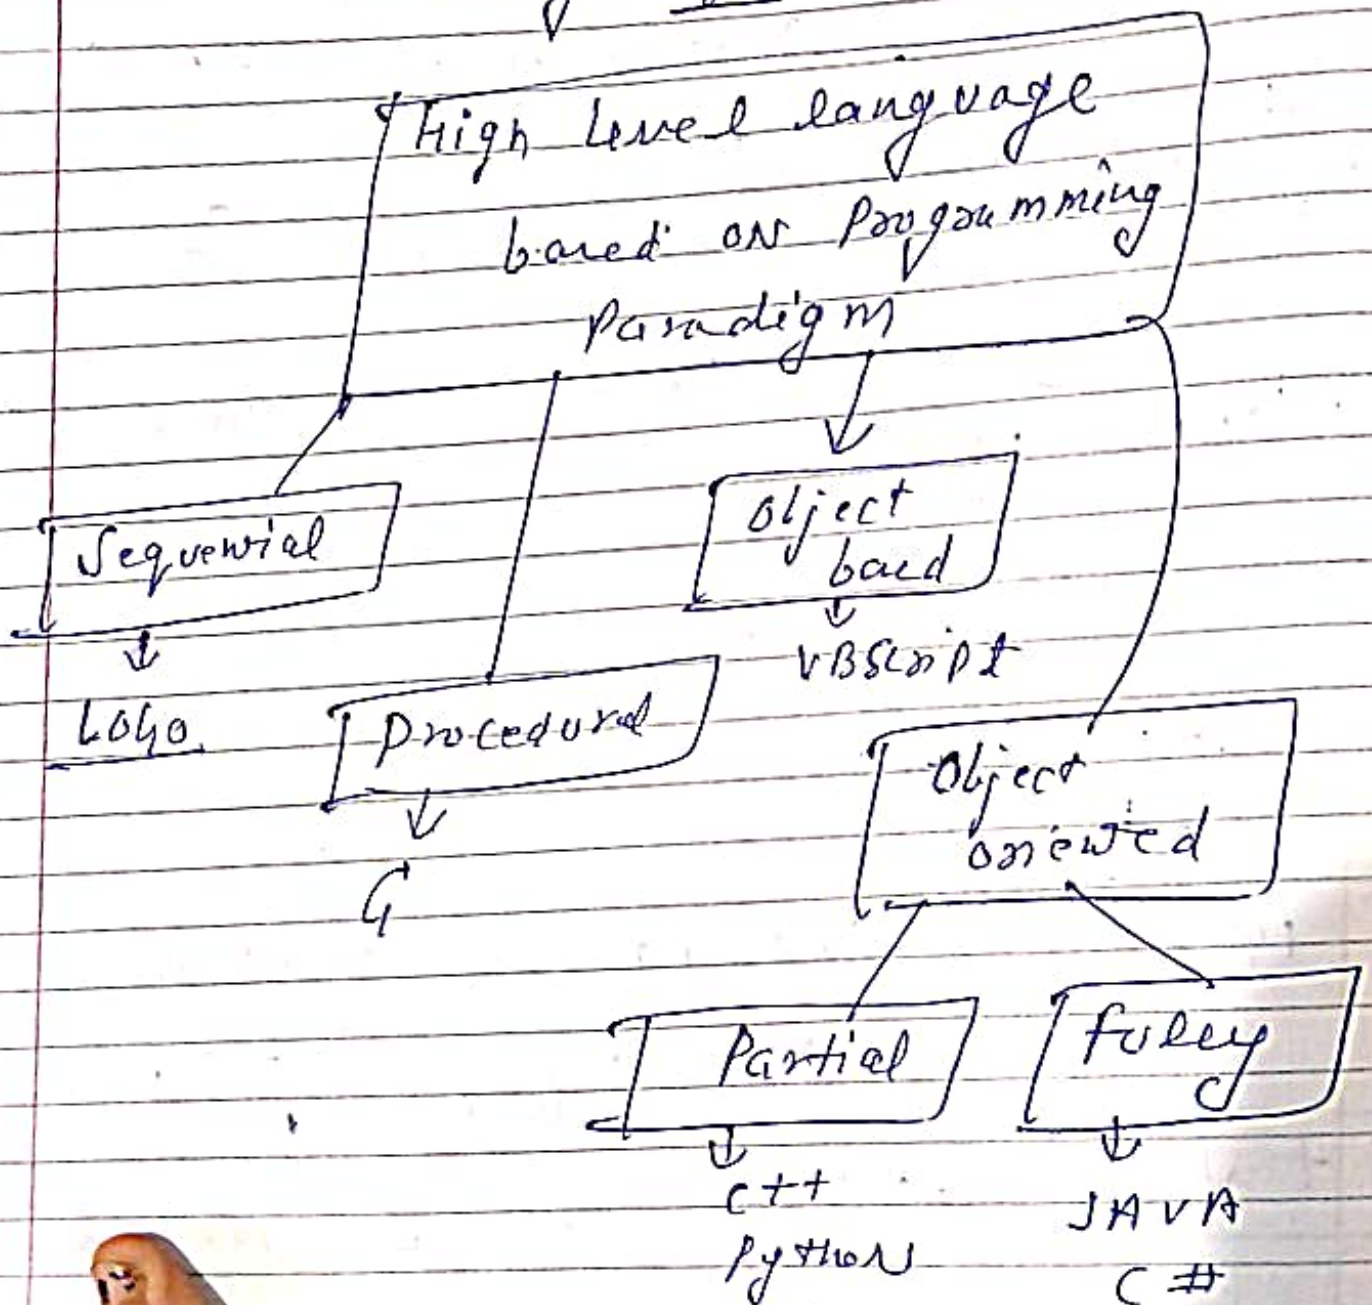 High level language
based on Programming
Paradigm
Sequential
Object
based
VBScript
LOGO
Procedural
Object
oriented
C
Partial
Fully
C++
JAVA
Python
C#